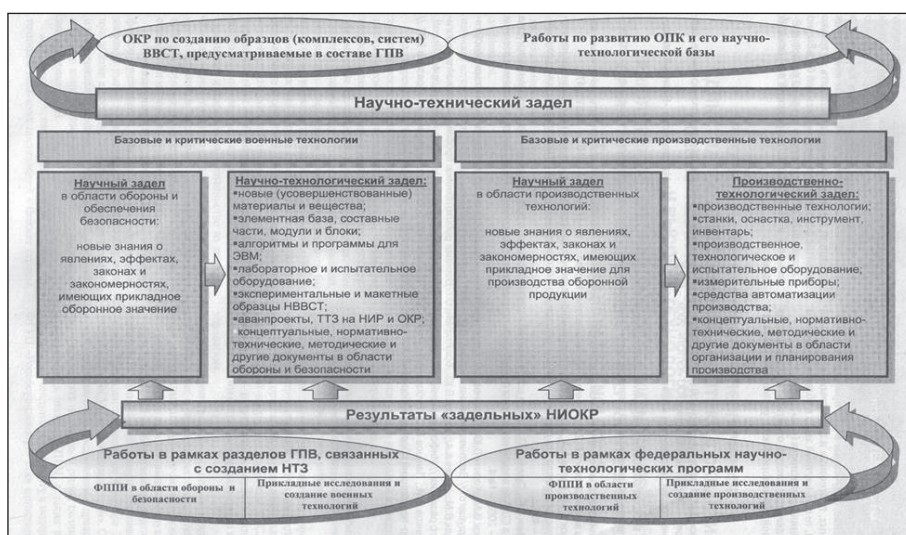 ОКР по созданию образцов (комплексов, систем)
ВВСТ, предусматриваемые в составе ГПВ
Работы по развитию ОПК и его научно-
технологической базы
Научно-технический задел
Базовые и критические военные технологии
Базовые и критические производственные технологии
Научный задел
в области обороны и
обеспечения
безопасности:
новые знания о
явлениях, эффектах,
законах и
закономерностях,
имеющих прикладное
оборонное значение
Научно-технологический задел:
▪новые (усовершенствованные)
материалы и вещества;
▪элементная база, составные
части, модули и блоки;
▪алгоритмы и программы для
ЭВМ;
▪лабораторное и испытательное
оборудование;
▪экспериментальные и макетные
образцы НВВСТ;
▪аванпроекты, ТТЗ на НИР и ОКР;
▪концептуальные, нормативно-
технические, методические и
другие документы в области
обороны и безопасности
Научный задел
в области производственных
технологий:
новые знания о явлениях,
эффектах, законах и
закономерностях, имеющих
прикладное значение для
производства оборонной
продукции
Производственно-
технологический задел:
▪производственные технологии;
▪станки, оснастка, инструмент,
инвентарь;
▪производственное,
технологическое и
испытательное оборудование;
▪измерительные приборы;
▪средства автоматизации
производства;
▪концептуальные, нормативно-
технические, методические и
другие документы в области
организации и планирования
производства
Результаты «задельных» НИОКР
Работы в рамках разделов ГПВ, связанных
с созданием НТЗ
ФППИ в области обороны и
безопасности
Прикладные исследования и
создание военных
технологий
Работы в рамках федеральных научно-
технологических программ
ФППИ в области
производственных
технологий
Прикладные исследования и
создание производственных
технологий